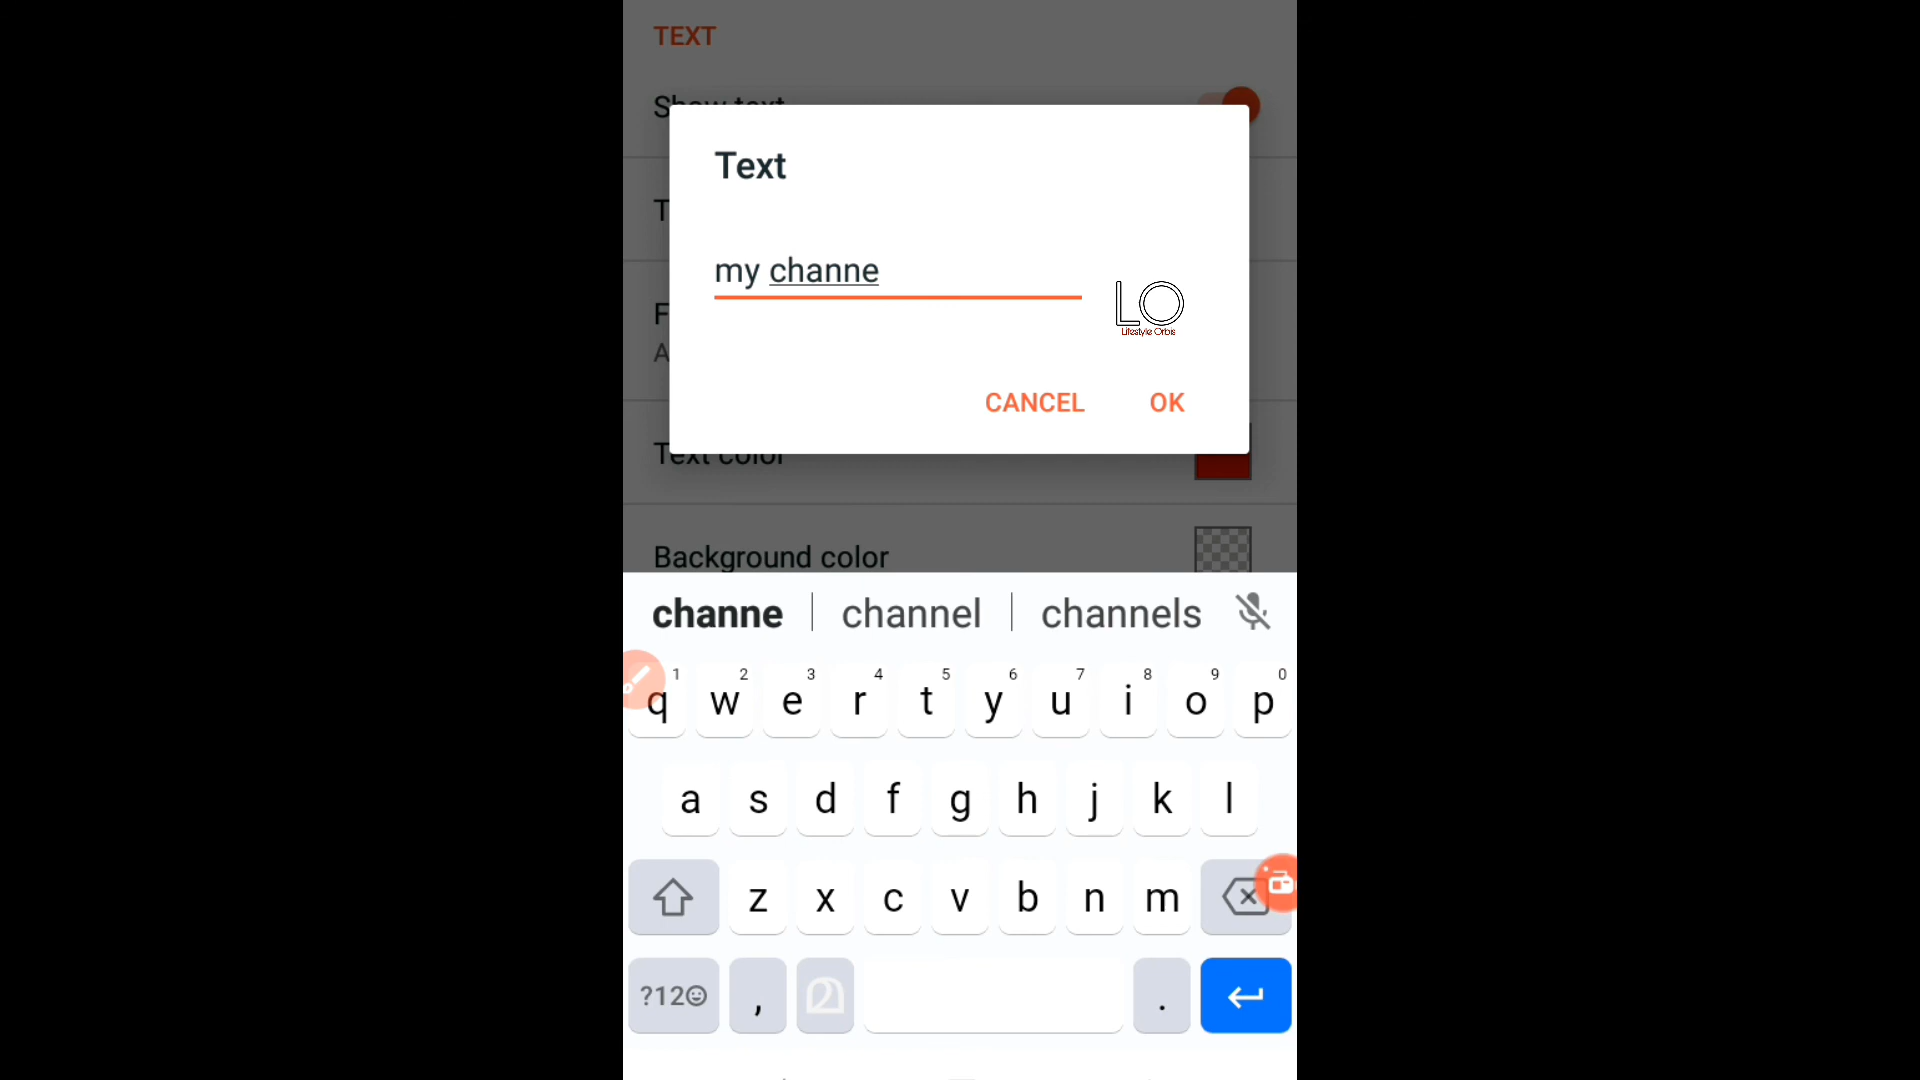 TEXT
Show text
Text
my channe
LO
Lifestyle Orbis
CANCEL OK
Text color
Background color
channe channel channels
1 2 3 4 5 6 7 8 9 0
q w e r t y u i o p
a s d f g h j k l
z x c v b n m
?12☺ , മ .